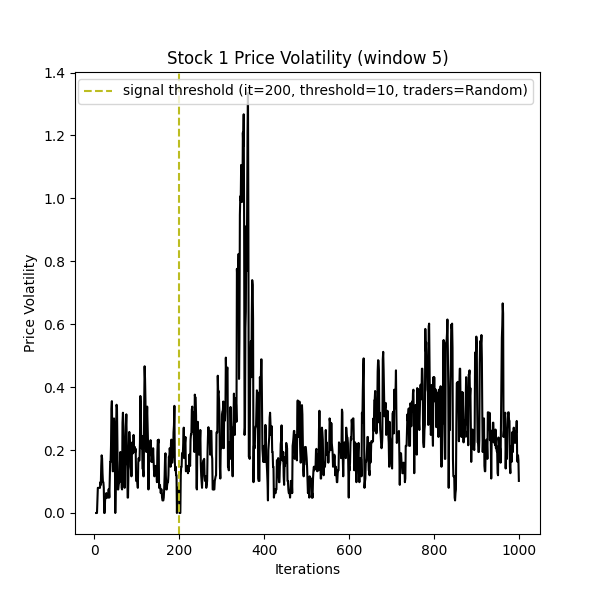 Stock 1 Price Volatility (window 5)
signal threshold (it=200, threshold=10, traders=Random)
Price Volatility
1.4
1.2
1.0
0.8
0.6
0.4
0.2
0.0
0 200 400 600 800 1000
Iterations